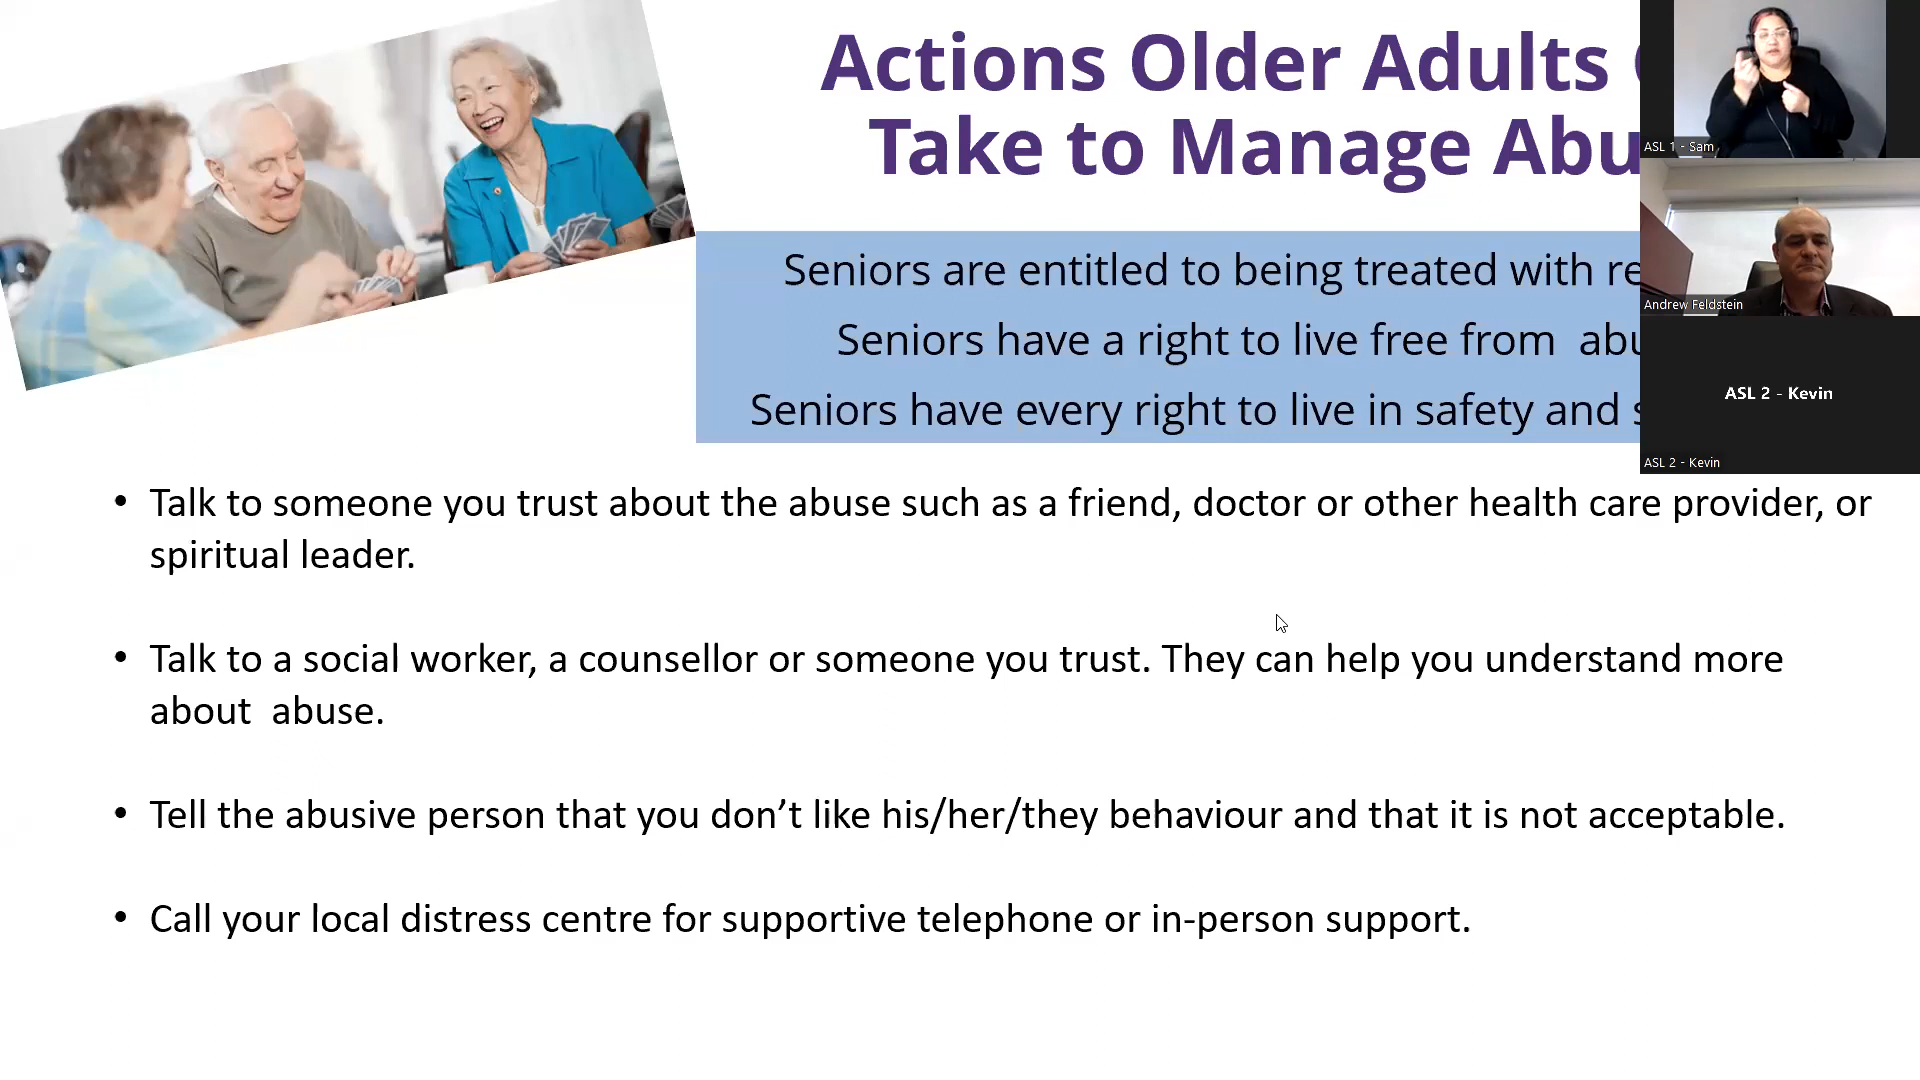 Actions Older Adults
Take to Manage Abu
Seniors are entitled to being treated with re
Seniors have a right to live free from  abu
Seniors have every right to live in safety and s
• Talk to someone you trust about the abuse such as a friend, doctor or other health care provider, or
spiritual leader.
• Talk to a social worker, a counsellor or someone you trust. They can help you understand more
about  abuse.
• Tell the abusive person that you don’t like his/her/they behaviour and that it is not acceptable.
• Call your local distress centre for supportive telephone or in-person support.
ASL 1 - Sam
Andrew Feldstein
ASL 2 - Kevin
ASL 2 - Kevin